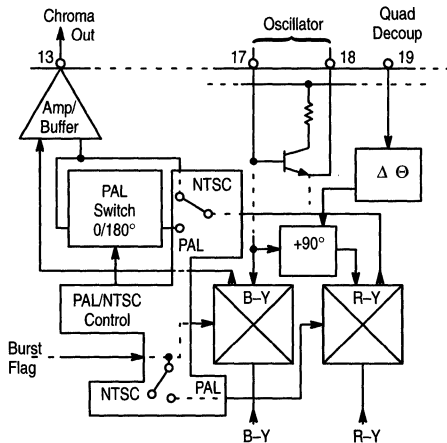 Chroma
Out
Oscillator
Quad
Decoup
13
17
18
19
Amp/
Buffer
PAL
Switch
0/180°
NTSC
PAL
Δ Θ
+90°
PAL/NTSC
Control
B–Y
R–Y
Burst
Flag
NTSC
PAL
B–Y
R–Y